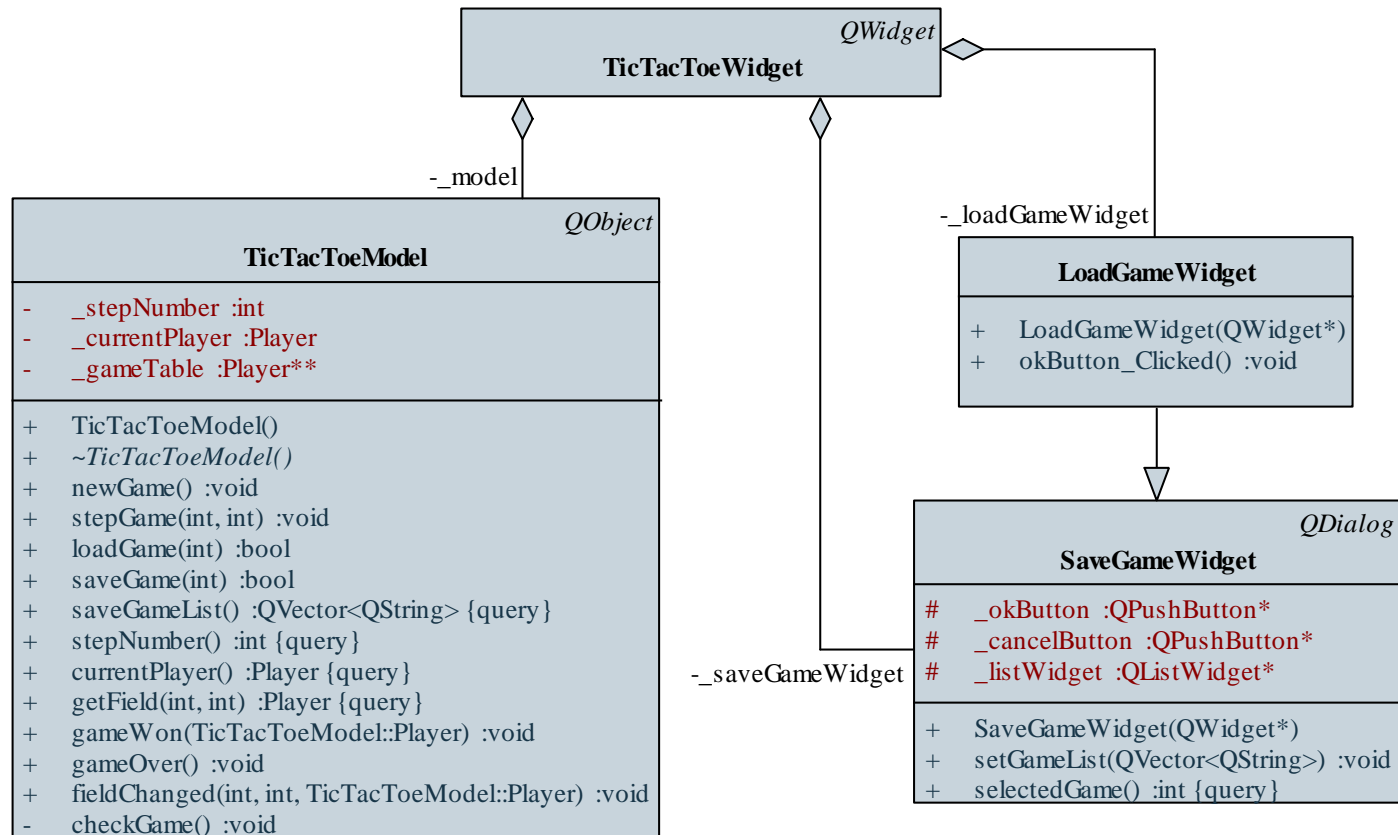 QWidget
TicTacToeWidget
-_model
-_loadGameWidget
-_saveGameWidget
QObject
TicTacToeModel
- _stepNumber :int
- _currentPlayer :Player
- _gameTable :Player**
+ TicTacToeModel()
+ ~TicTacToeModel()
+ newGame() :void
+ stepGame(int, int) :void
+ loadGame(int) :bool
+ saveGame(int) :bool
+ saveGameList() :QVector<QString> {query}
+ stepNumber() :int {query}
+ currentPlayer() :Player {query}
+ getField(int, int) :Player {query}
+ gameWon(TicTacToeModel::Player) :void
+ gameOver() :void
+ fieldChanged(int, int, TicTacToeModel::Player) :void
- checkGame() :void
LoadGameWidget
+ LoadGameWidget(QWidget*)
+ okButton_Clicked() :void
QDialog
SaveGameWidget
# _okButton :QPushButton*
# _cancelButton :QPushButton*
# _listWidget :QListWidget*
+ SaveGameWidget(QWidget*)
+ setGameList(QVector<QString>) :void
+ selectedGame() :int {query}